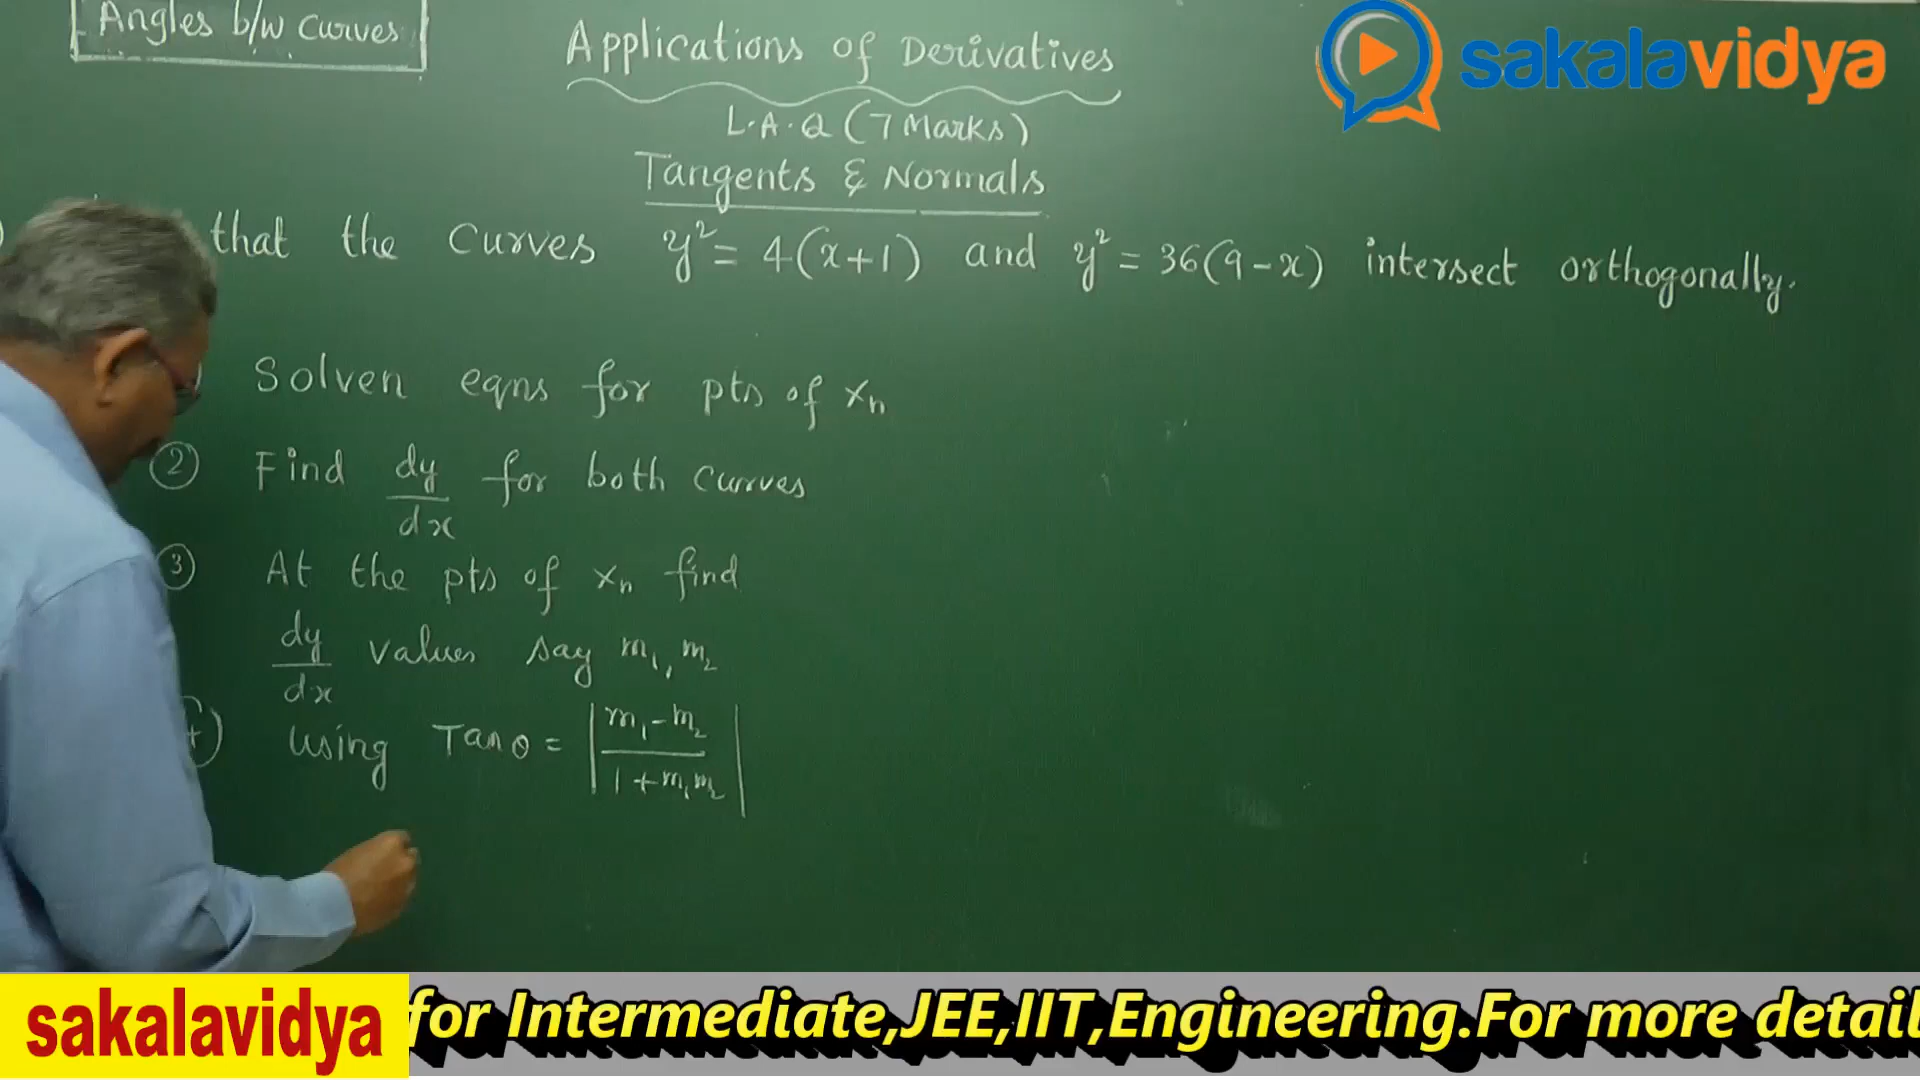 Angles b/w Curves
Applications of Derivatives
sakalavidya
L.A.Q (7 Marks)
Tangents & Normals
that the curves y² = 4(x+1) and y² = 36(9-x) intersect orthogonally.
Solven eqns for pts of xn
② Find dy/dx for both curves
③ At the pts of xn find
dy/dx values say m₁, m₂
using Tanθ = |m₁-m₂ / 1+m₁m₂|
sakalavidya for Intermediate,JEE,IIT,Engineering.For more detail